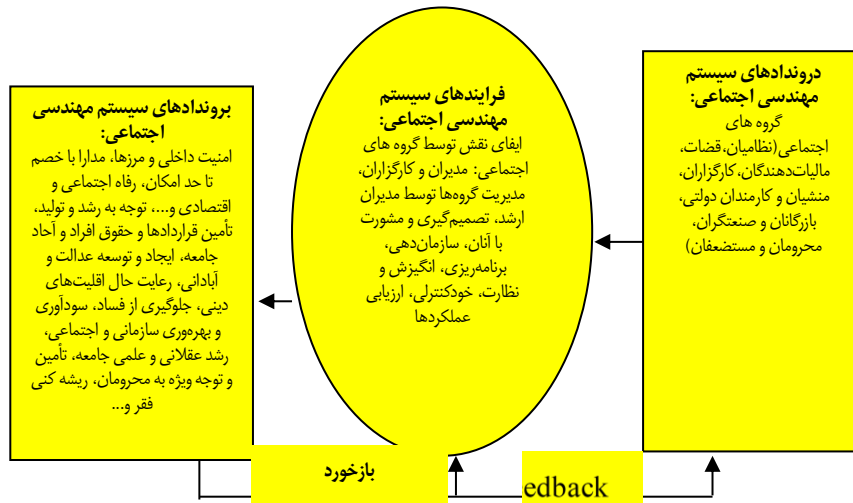 دروندادهای سیستم
مهندسی اجتماعی:
گروه های
اجتماعی(نظامیان،قضات،
مالیات‌دهندگان،کارگزاران،
منشیان و کارمندان دولتی،
بازرگانان و صنعتگران،
محرومان و مستضعفان)
فرایندهای سیستم
مهندسی اجتماعی:
ایفای نقش توسط گروه های
اجتماعی: مدیران و کارگزاران،
مدیریت گروه‌ها توسط مدیران
ارشد، تصمیم‌گیری و مشورت
با آنان، سازمان‌دهی،
برنامه‌ریزی، انگیزش و
نظارت، خودکنترلی، ارزیابی
عملکردها
بروندادهای سیستم مهندسی
اجتماعی:
امنیت داخلی و مرزها، مدارا با خصم
تا حد امکان، رفاه اجتماعی و
اقتصادی و...، توجه به رشد و تولید،
تأمین قراردادها و حقوق افراد و آحاد
جامعه، ایجاد و توسعه عدالت و
آبادانی، رعایت حال اقلیت‌های
دینی، جلوگیری از فساد، سودآوری
و بهره‌وری سازمانی و اجتماعی،
رشد عقلانی و علمی جامعه، تأمین
و توجه ویژه به محرومان، ریشه کنی
فقر و...
بازخورد
edback